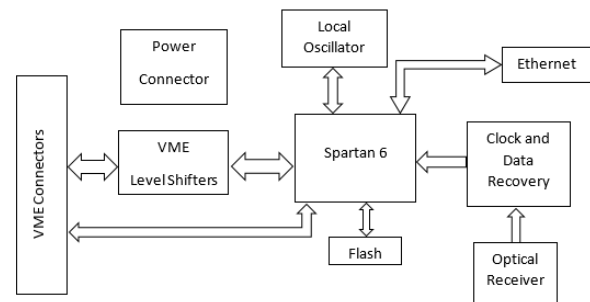 Power
Connector
Local
Oscillator
Ethernet
VME Connectors
VME
Level Shifters
Spartan 6
Clock and
Data
Recovery
Flash
Optical
Receiver